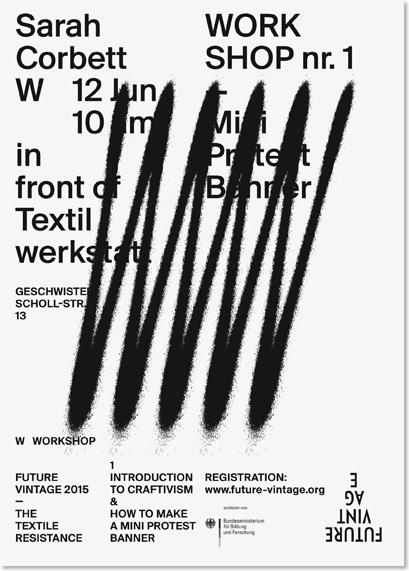 Sarah
Corbett
W 12 Jun
10 am
in
front of
Textil
werkstatt
WORK
SHOP nr. 1
–
Mini
Protest
Banner
GESCHWISTER
SCHOLL-STR.
13
W WORKSHOP
FUTURE
VINTAGE 2015
–
THE
TEXTILE
RESISTANCE
1
INTRODUCTION
TO CRAFTIVISM
&
HOW TO MAKE
A MINI PROTEST
BANNER
REGISTRATION:
www.future-vintage.org
GEFÖRDERT VOM
Bundesministerium
für Bildung
und Forschung
FUTURE
VINT
AG
E